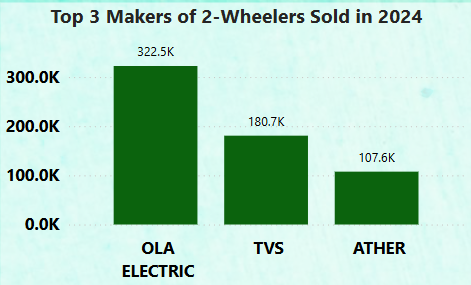 Top 3 Makers of 2-Wheelers Sold in 2024
322.5K
300.0K
200.0K
180.7K
107.6K
100.0K
0.0K
OLA ELECTRIC
TVS
ATHER